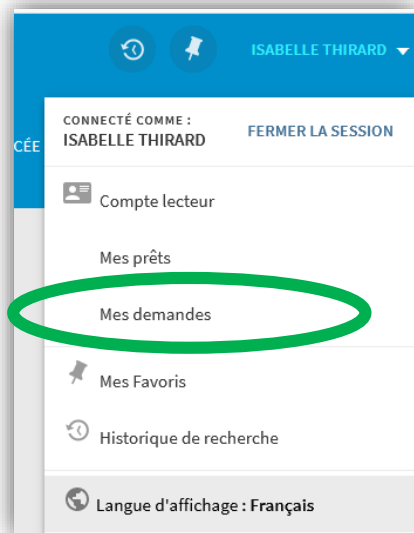 ISABELLE THIRARD
CÉE
CONNECTÉ COMME :
ISABELLE THIRARD
FERMER LA SESSION
Compte lecteur
Mes prêts
Mes demandes
Mes Favoris
Historique de recherche
Langue d'affichage : Français